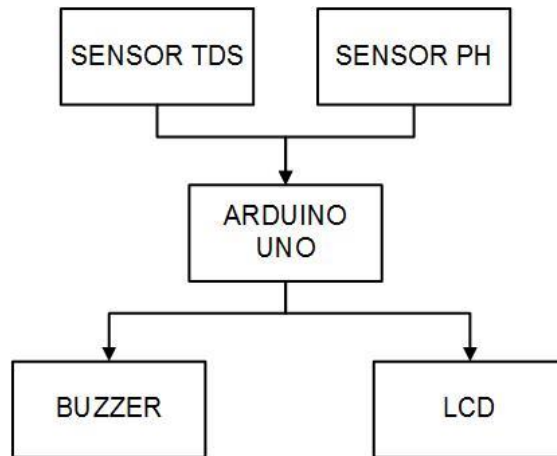 SENSOR TDS
SENSOR PH
ARDUINO
UNO
BUZZER
LCD